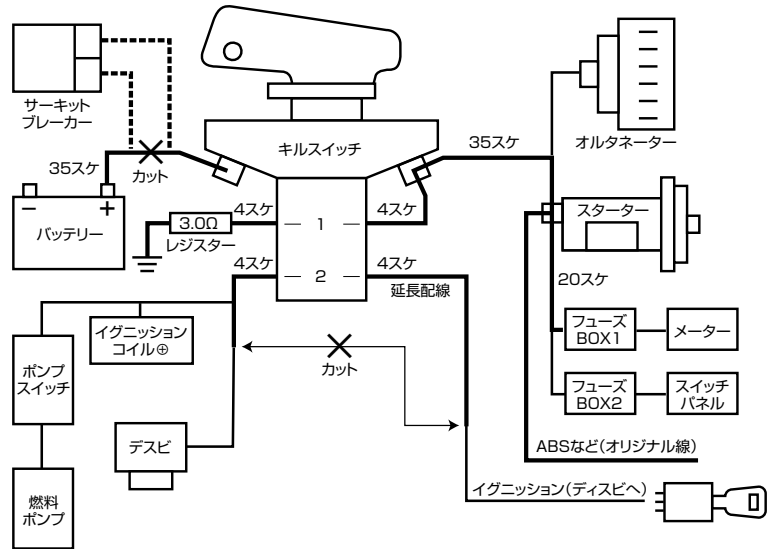 サーキット
ブレーカー
35スケ
カット
キルスイッチ
35スケ
オルタネーター
−
+
バッテリー
4スケ
3.0Ω
レジスター
1
4スケ
スターター
4スケ
2
4スケ
延長配線
20スケ
イグニッション
コイル⊕
ポンプ
スイッチ
カット
フューズ
BOX1
メーター
フューズ
BOX2
スイッチ
パネル
デスビ
ABSなど(オリジナル線)
燃料
ポンプ
イグニッション(ディスビへ)